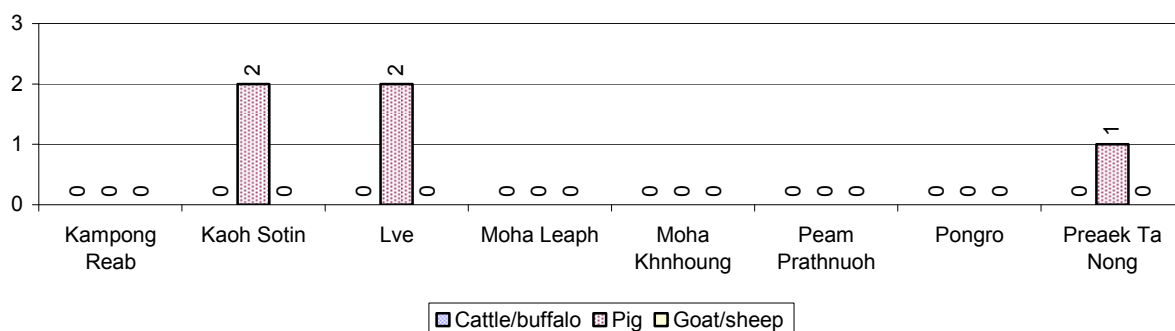 3
2
1
0
0 0 0
0 2 0
0 2 0
0 0 0
0 0 0
0 0 0
0 0 0
0 1 0
Kampong
Reab
Kaoh Sotin
Lve
Moha Leaph
Moha
Khnhoung
Peam
Prathnuoh
Pongro
Preaek Ta
Nong
Cattle/buffalo Pig Goat/sheep